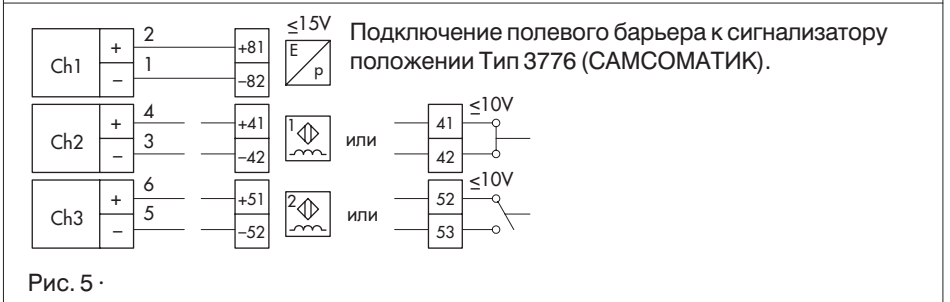 ≤15V
Подключение полевого барьера к сигнализатору
положении Тип 3776 (САМСОМАТИК).
Ch1 + 2 +81 E
– 1 –82 p
≤10V
Ch2 + 4 +41 1 или 41
– 3 –42 42
≤10V
Ch3 + 6 +51 2 или 52
– 5 –52 53
Рис. 5 ·